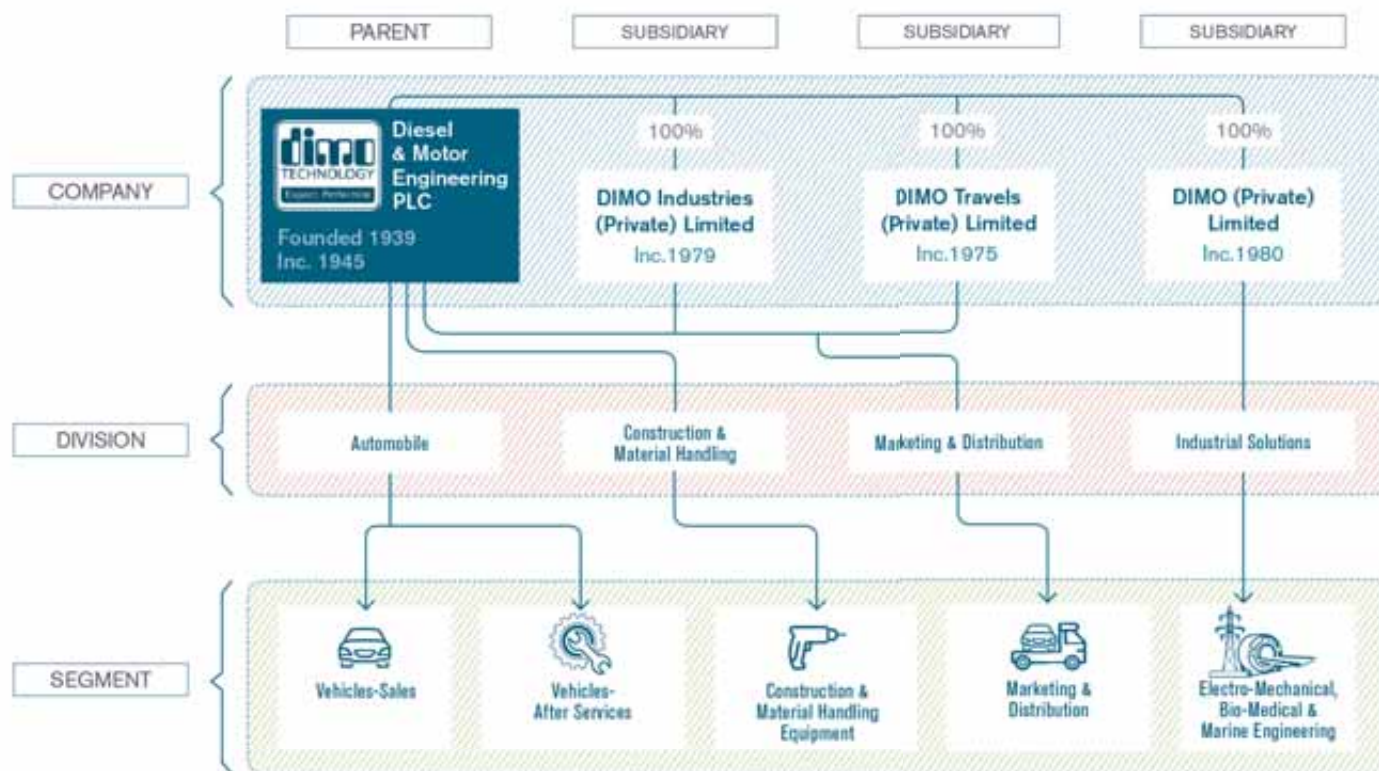 PARENT
SUBSIDIARY
SUBSIDIARY
SUBSIDIARY
COMPANY
dimo
TECHNOLOGY
Diesel
& Motor
Engineering
PLC
Founded 1939
Inc. 1945
100%
DIMO Industries
(Private) Limited
Inc.1979
100%
DIMO Travels
(Private) Limited
Inc.1975
100%
DIMO (Private)
Limited
Inc.1980
DIVISION
Automobile
Construction &
Material Handling
Marketing & Distribution
Industrial Solutions
SEGMENT
Vehicles-Sales
Vehicles-
After Services
Construction &
Material Handling
Equipment
Marketing &
Distribution
Electro-Mechanical,
Bio-Medical &
Marine Engineering